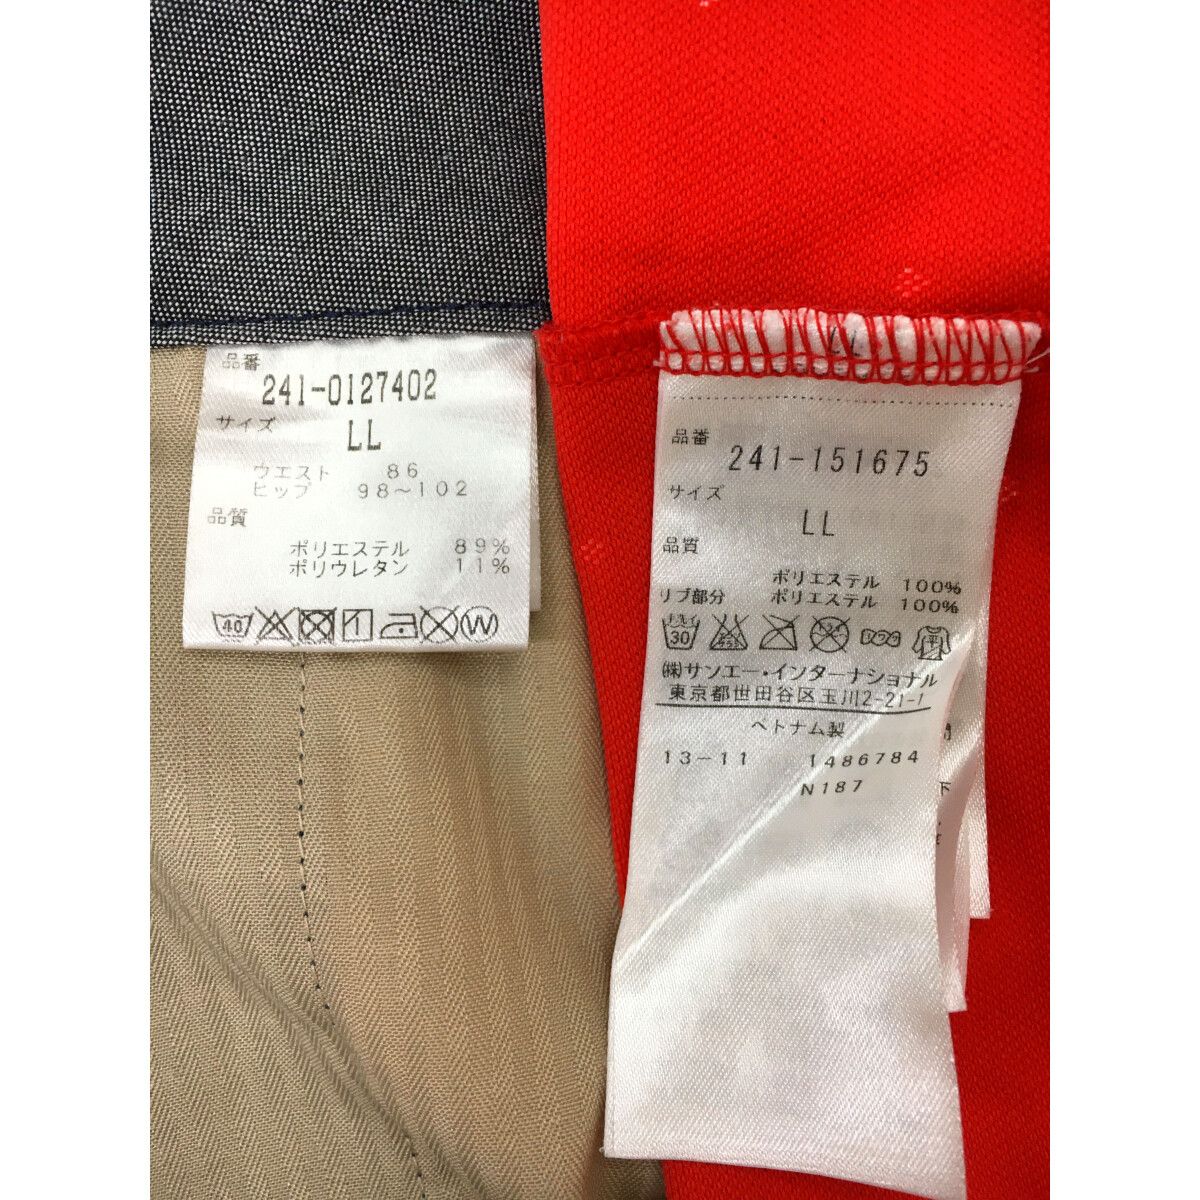 品番
241-0127402
サイズ
LL
ウエスト 86
ヒップ 98～102
品質
ポリエステル 89%
ポリウレタン 11%
40
W
LL
品番
241-151675
サイズ
LL
品質
ポリエステル 100%
リブ部分 ポリエステル 100%
30
(株)サンエー・インターナショナル
東京都世田谷区玉川2-21-1
ベトナム製
13-11 1486784
N187
下